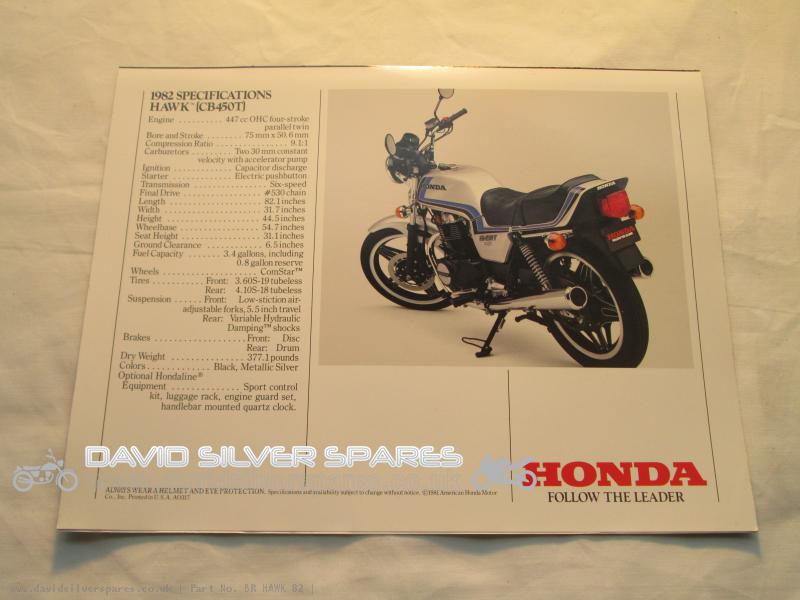 1982 SPECIFICATIONS
HAWK™ [CB450T]
Engine .......... 447 cc OHC four-stroke
parallel twin
Bore and Stroke ........ 75 mm x 50.6 mm
Compression Ratio ............. 9.1:1
Carburetors .......... Two 30 mm constant
velocity with accelerator pump
Ignition ............. Capacitor discharge
Starter ............. Electric pushbutton
Transmission ............... Six-speed
Final Drive ............... #530 chain
Length ................. 82.1 inches
Width .................. 31.7 inches
Height ................. 44.5 inches
Wheelbase .............. 54.7 inches
Seat Height ............. 31.1 inches
Ground Clearance ......... 6.5 inches
Fuel Capacity ....... 3.4 gallons, including
0.8 gallon reserve
Wheels .................. ComStar™
Tires ....... Front: 3.60S-19 tubeless
Rear: 4.10S-18 tubeless
Suspension ...... Front: Low-stiction air-
adjustable forks, 5.5 inch travel
Rear: Variable Hydraulic
Damping™ shocks
Brakes ................. Front: Disc
Rear: Drum
Dry Weight ................ 377.1 pounds
Colors ............. Black, Metallic Silver
Optional Hondaline®
Equipment ............. Sport control
kit, luggage rack, engine guard set,
handlebar mounted quartz clock.
HONDA
HONDA
HONDA
DAVID SILVER SPARES
HONDA
FOLLOW THE LEADER
ALWAYS WEAR A HELMET AND EYE PROTECTION. Specifications and availability subject to change without notice. ©1981 American Honda Motor
Co., Inc. Printed in U.S.A. A0317
www.davidsilverspares.co.uk | Part No. BR HAWK 82 |